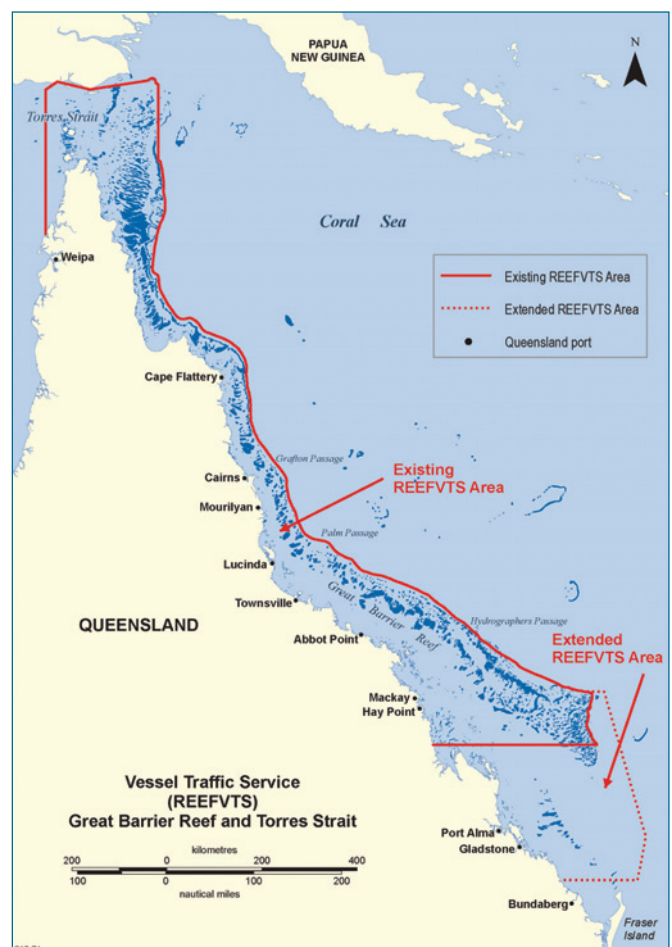 PAPUA
NEW GUINEA
N
Torres Strait
Coral Sea
Weipa
Existing REEFVTS Area
Extended REEFVTS Area
Queensland port
Cape Flattery
Grafton Passage
Existing
REEFVTS Area
Cairns
Mourilyan
Palm Passage
Lucinda
Great Barrier Reef
Townsville
Hydrographers Passage
QUEENSLAND
Abbot Point
Extended
REEFVTS Area
Mackay
Hay Point
Vessel Traffic Service
(REEFVTS)
Great Barrier Reef and Torres Strait
Port Alma
Gladstone
kilometres
200 0 200 400
200 0 100 200
nautical miles
Bundaberg
Fraser
Island